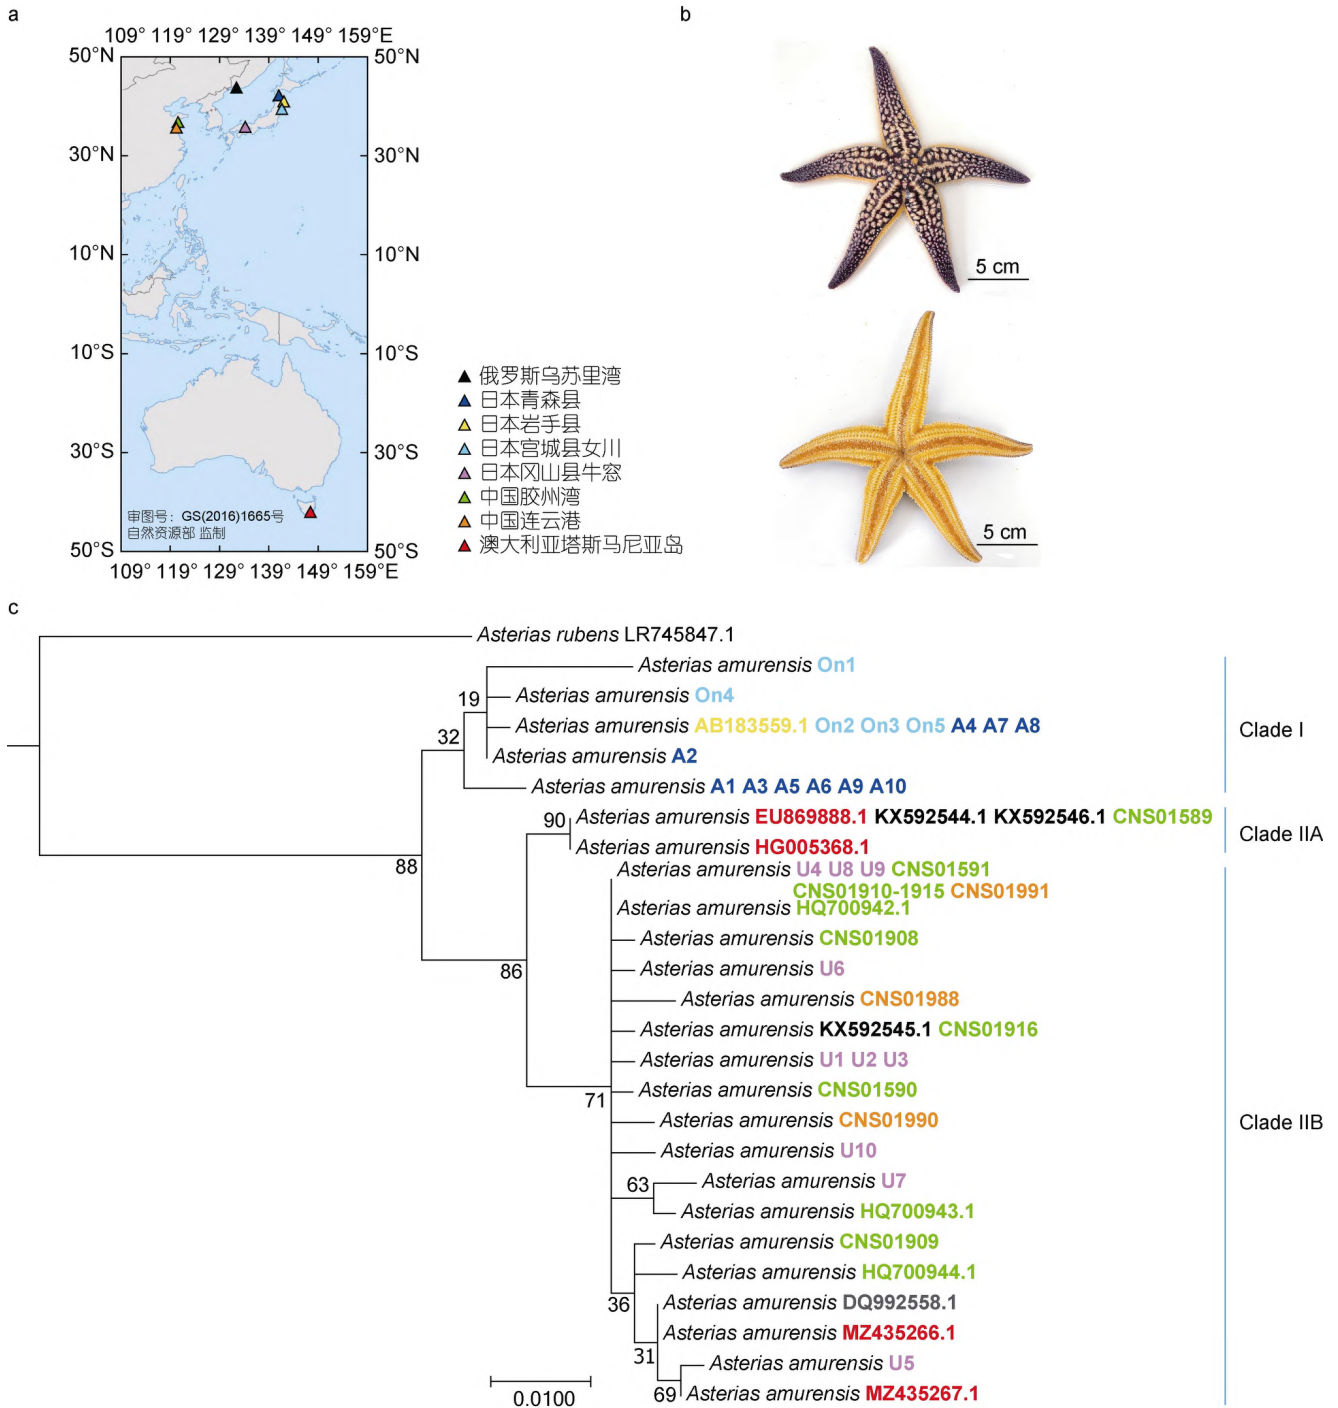 a
109° 119° 129° 139° 149° 159°E
50°N 50°N
30°N 30°N
10°N 10°N
10°S 10°S
30°S 30°S
50°S 50°S
109° 119° 129° 139° 149° 159°E
审图号：GS(2016)1665号
自然资源部 监制
俄罗斯乌苏里湾
日本青森县
日本岩手县
日本宫城县女川
日本冈山县牛窓
中国胶州湾
中国连云港
澳大利亚塔斯马尼亚岛
b
5 cm
5 cm
c
Asterias rubens LR745847.1
Asterias amurensis On1
19
Asterias amurensis On4
Asterias amurensis AB183559.1 On2 On3 On5 A4 A7 A8
32
Asterias amurensis A2
Asterias amurensis A1 A3 A5 A6 A9 A10
Clade I
90
Asterias amurensis EU869888.1 KX592544.1 KX592546.1 CNS01589
Asterias amurensis HG005368.1
Clade IIA
88
Asterias amurensis U4 U8 U9 CNS01591
CNS01910-1915 CNS01991
Asterias amurensis HQ700942.1
Asterias amurensis CNS01908
86
Asterias amurensis U6
Asterias amurensis CNS01988
Asterias amurensis KX592545.1 CNS01916
Asterias amurensis U1 U2 U3
71
Asterias amurensis CNS01590
Asterias amurensis CNS01990
Clade IIB
Asterias amurensis U10
63
Asterias amurensis U7
Asterias amurensis HQ700943.1
Asterias amurensis CNS01909
Asterias amurensis HQ700944.1
36
Asterias amurensis DQ992558.1
Asterias amurensis MZ435266.1
31
Asterias amurensis U5
69
Asterias amurensis MZ435267.1
0.0100